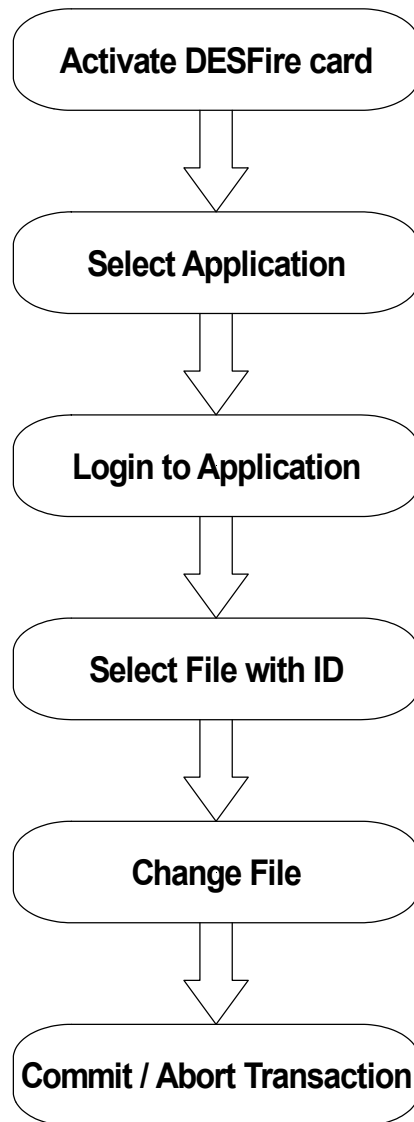 Activate DESFire card
Select Application
Login to Application
Select File with ID
Change File
Commit / Abort Transaction